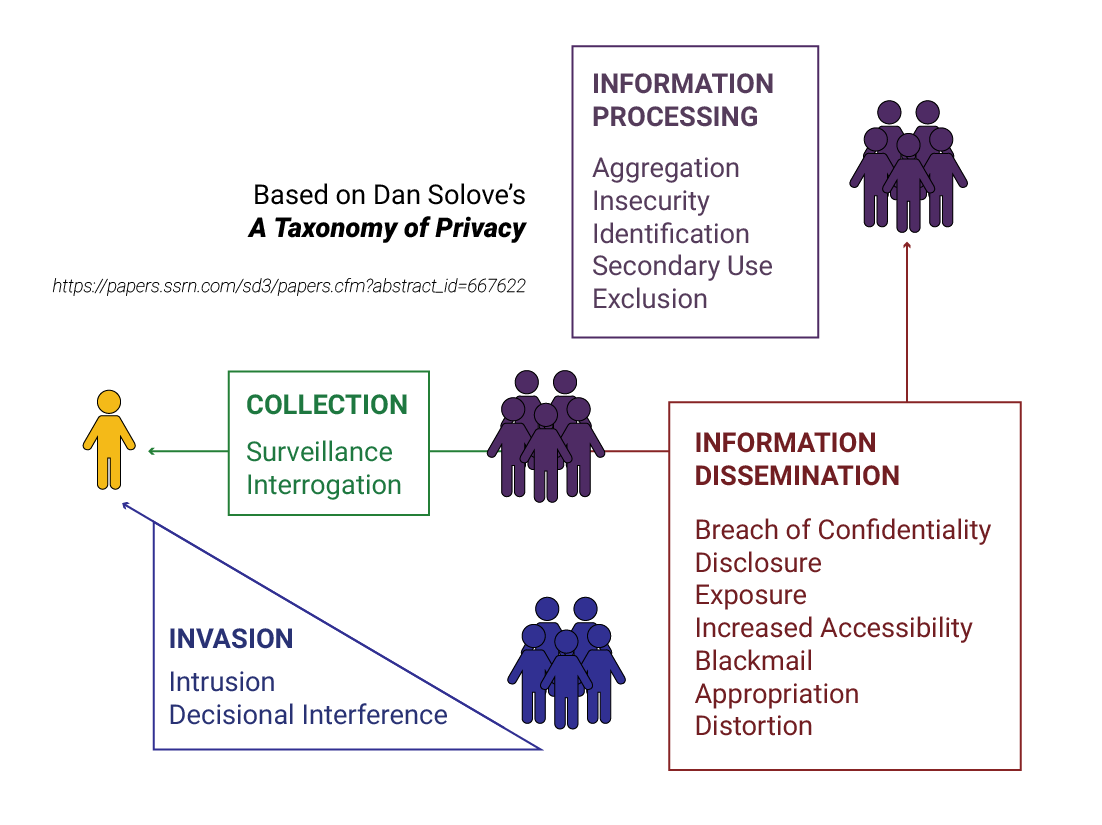 INFORMATION
PROCESSING
Aggregation
Insecurity
Identification
Secondary Use
Exclusion
Based on Dan Solove’s
A Taxonomy of Privacy
https://papers.ssrn.com/sd3/papers.cfm?abstract_id=667622
COLLECTION
Surveillance
Interrogation
INFORMATION
DISSEMINATION
Breach of Confidentiality
Disclosure
Exposure
Increased Accessibility
Blackmail
Appropriation
Distortion
INVASION
Intrusion
Decisional Interference